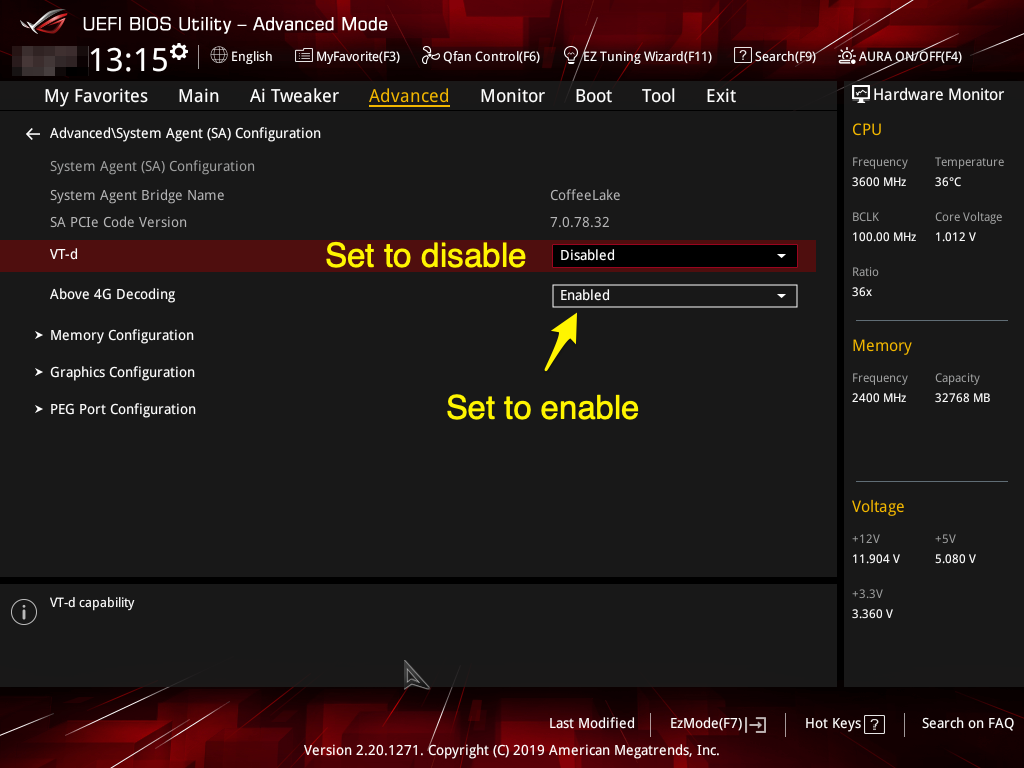 UEFI BIOS Utility – Advanced Mode
13:15
English
MyFavorite(F3)
Qfan Control(F6)
EZ Tuning Wizard(F11)
Search(F9)
AURA ON/OFF(F4)
My Favorites
Main
Ai Tweaker
Advanced
Monitor
Boot
Tool
Exit
Advanced\System Agent (SA) Configuration
System Agent (SA) Configuration
System Agent Bridge Name CoffeeLake
SA PCIe Code Version 7.0.78.32
VT-d Set to disable Disabled
Above 4G Decoding Enabled
Memory Configuration
Graphics Configuration
PEG Port Configuration
Set to enable
VT-d capability
Hardware Monitor
CPU
Frequency Temperature
3600 MHz 36°C
BCLK Core Voltage
100.00 MHz 1.012 V
Ratio
36x
Memory
Frequency Capacity
2400 MHz 32768 MB
Voltage
+12V +5V
11.904 V 5.080 V
+3.3V
3.360 V
Last Modified
EzMode(F7)
Hot Keys ?
Search on FAQ
Version 2.20.1271. Copyright (C) 2019 American Megatrends, Inc.